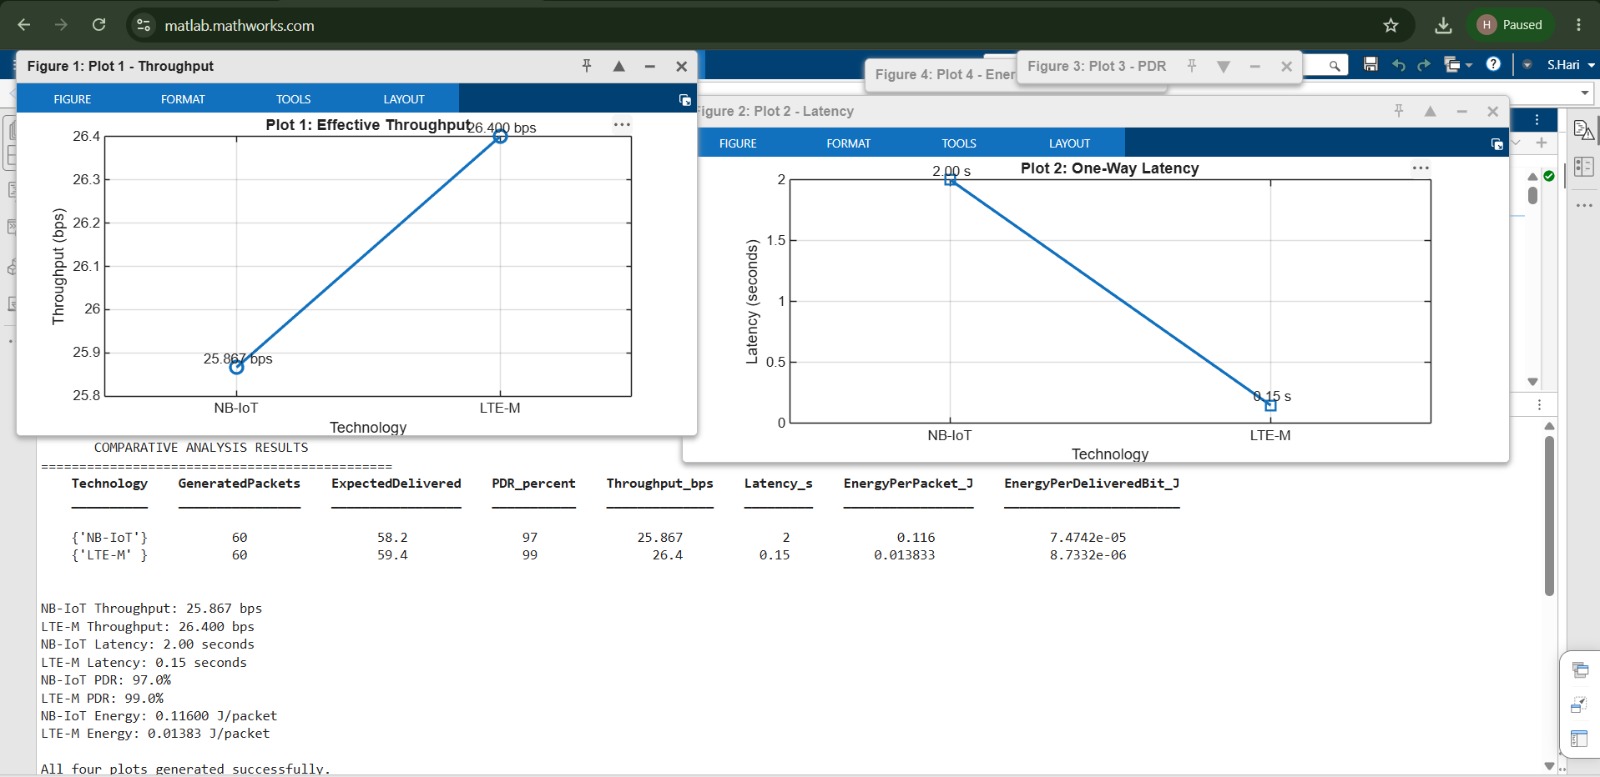 matlab.mathworks.com
H Paused
Figure 1: Plot 1 - Throughput
Figure 4: Plot 4 - Ener
Figure 3: Plot 3 - PDR
S.Hari
FIGURE FORMAT TOOLS LAYOUT
igure 2: Plot 2 - Latency
FIGURE FORMAT TOOLS LAYOUT
Plot 1: Effective Throughput
26.400 bps
26.4
26.3
26.2
26.1
26
25.9
25.8
Throughput (bps)
25.867 bps
NB-IoT LTE-M
Technology
Plot 2: One-Way Latency
2.00 s
2
1.5
1
0.5
0
Latency (seconds)
0.15 s
NB-IoT LTE-M
Technology
COMPARATIVE ANALYSIS RESULTS
==============================================
Technology GeneratedPackets ExpectedDelivered PDR_percent Throughput_bps Latency_s EnergyPerPacket_J EnergyPerDeliveredBit_J
{'NB-IoT'} 60 58.2 97 25.867 2 0.116 7.4742e-05
{'LTE-M' } 60 59.4 99 26.4 0.15 0.013833 8.7332e-06
NB-IoT Throughput: 25.867 bps
LTE-M Throughput: 26.400 bps
NB-IoT Latency: 2.00 seconds
LTE-M Latency: 0.15 seconds
NB-IoT PDR: 97.0%
LTE-M PDR: 99.0%
NB-IoT Energy: 0.11600 J/packet
LTE-M Energy: 0.01383 J/packet
All four plots generated successfully.